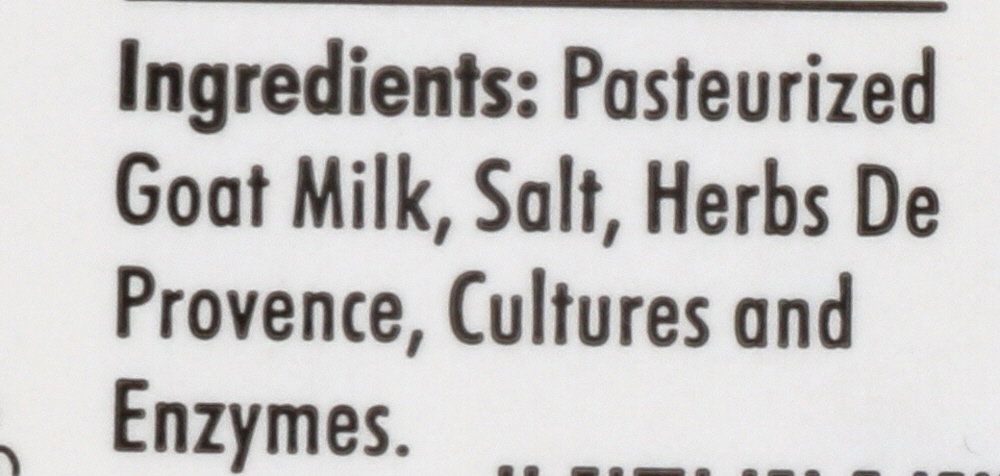 Ingredients: Pasteurized
Goat Milk, Salt, Herbs De
Provence, Cultures and
Enzymes.